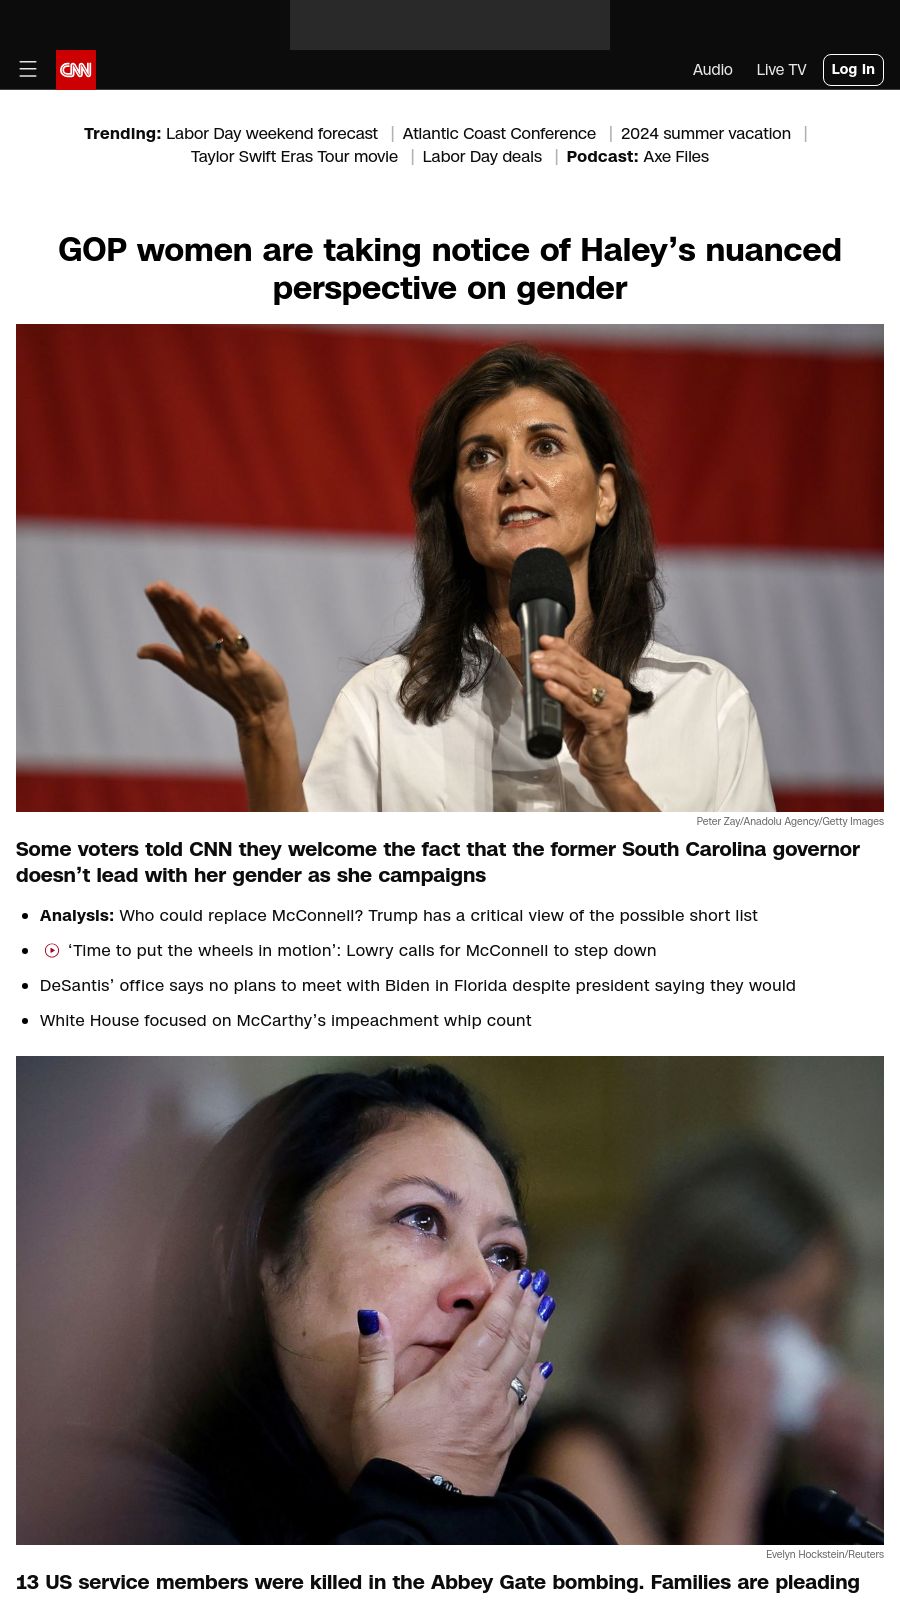 CNN
Audio
Live TV
Log In
Trending: Labor Day weekend forecast | Atlantic Coast Conference | 2024 summer vacation |
Taylor Swift Eras Tour movie | Labor Day deals | Podcast: Axe Files
GOP women are taking notice of Haley’s nuanced
perspective on gender
Peter Zay/Anadolu Agency/Getty Images
Some voters told CNN they welcome the fact that the former South Carolina governor
doesn’t lead with her gender as she campaigns
Analysis: Who could replace McConnell? Trump has a critical view of the possible short list
‘Time to put the wheels in motion’: Lowry calls for McConnell to step down
DeSantis’ office says no plans to meet with Biden in Florida despite president saying they would
White House focused on McCarthy’s impeachment whip count
Evelyn Hockstein/Reuters
13 US service members were killed in the Abbey Gate bombing. Families are pleading